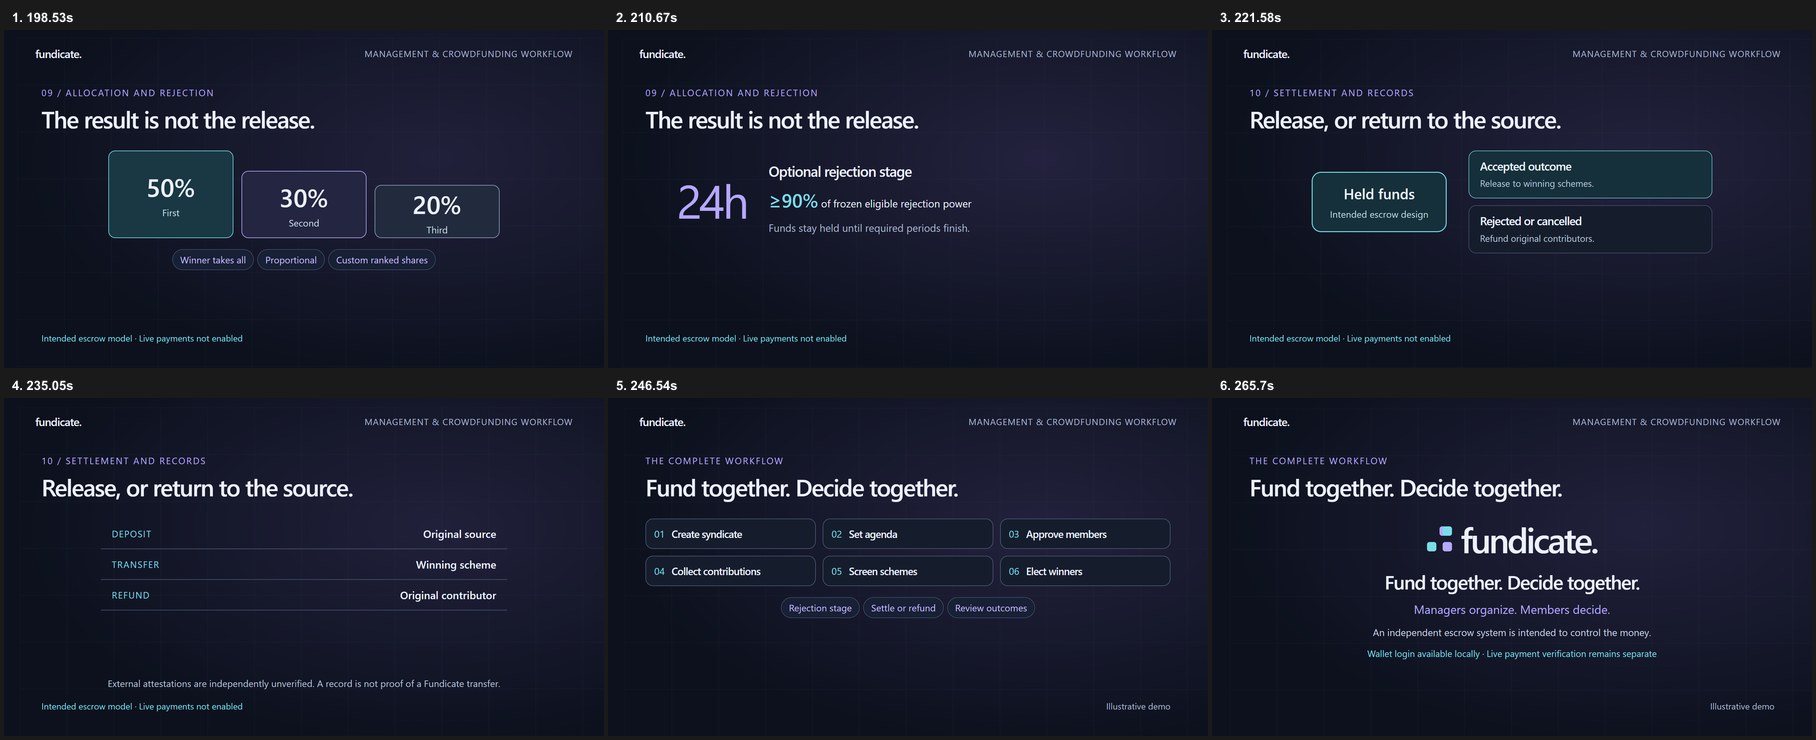 1. 198.53s
fundicate.
MANAGEMENT & CROWDFUNDING WORKFLOW
09 / ALLOCATION AND REJECTION
The result is not the release.
50%
First
30%
Second
20%
Third
Winner takes all
Proportional
Custom ranked shares
Intended escrow model · Live payments not enabled
2. 210.67s
fundicate.
MANAGEMENT & CROWDFUNDING WORKFLOW
09 / ALLOCATION AND REJECTION
The result is not the release.
24h
Optional rejection stage
≥90% of frozen eligible rejection power
Funds stay held until required periods finish.
Intended escrow model · Live payments not enabled
3. 221.58s
fundicate.
MANAGEMENT & CROWDFUNDING WORKFLOW
10 / SETTLEMENT AND RECORDS
Release, or return to the source.
Held funds
Intended escrow design
Accepted outcome
Release to winning schemes.
Rejected or cancelled
Refund original contributors.
Intended escrow model · Live payments not enabled
4. 235.05s
fundicate.
MANAGEMENT & CROWDFUNDING WORKFLOW
10 / SETTLEMENT AND RECORDS
Release, or return to the source.
DEPOSIT Original source
TRANSFER Winning scheme
REFUND Original contributor
External attestations are independently unverified. A record is not proof of a Fundicate transfer.
Intended escrow model · Live payments not enabled
5. 246.54s
fundicate.
MANAGEMENT & CROWDFUNDING WORKFLOW
THE COMPLETE WORKFLOW
Fund together. Decide together.
01 Create syndicate
02 Set agenda
03 Approve members
04 Collect contributions
05 Screen schemes
06 Elect winners
Rejection stage
Settle or refund
Review outcomes
Illustrative demo
6. 265.7s
fundicate.
MANAGEMENT & CROWDFUNDING WORKFLOW
THE COMPLETE WORKFLOW
Fund together. Decide together.
fundicate.
Fund together. Decide together.
Managers organize. Members decide.
An independent escrow system is intended to control the money.
Wallet login available locally · Live payment verification remains separate
Illustrative demo